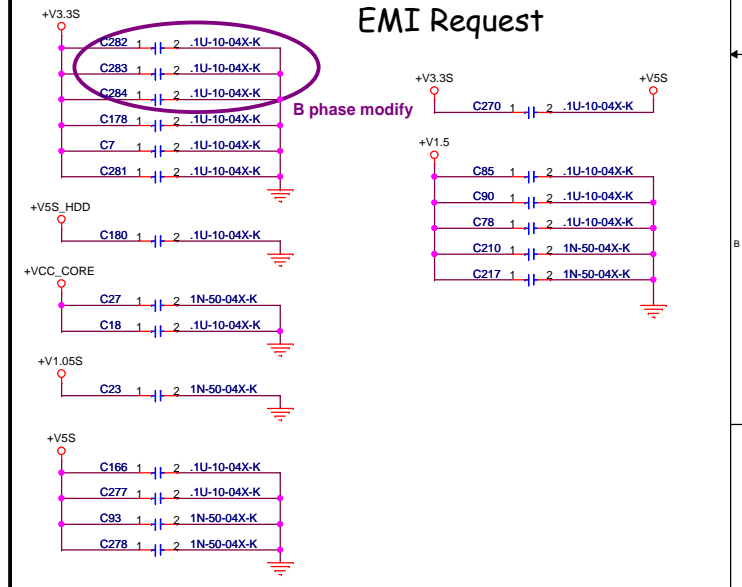 EMI Request
+V3.3S
C282 1 2 .1U-10-04X-K
C283 1 2 .1U-10-04X-K
C284 1 2 .1U-10-04X-K
B phase modify
C178 1 2 .1U-10-04X-K
C7 1 2 .1U-10-04X-K
C281 1 2 .1U-10-04X-K
+V5S_HDD
C180 1 2 .1U-10-04X-K
+VCC_CORE
C27 1 2 1N-50-04X-K
C18 1 2 .1U-10-04X-K
+V1.05S
C23 1 2 1N-50-04X-K
+V5S
C166 1 2 .1U-10-04X-K
C277 1 2 .1U-10-04X-K
C93 1 2 1N-50-04X-K
C278 1 2 1N-50-04X-K
+V3.3S +V5S
C270 1 2 .1U-10-04X-K
+V1.5
C85 1 2 .1U-10-04X-K
C90 1 2 .1U-10-04X-K
C78 1 2 .1U-10-04X-K
C210 1 2 1N-50-04X-K
C217 1 2 1N-50-04X-K
B